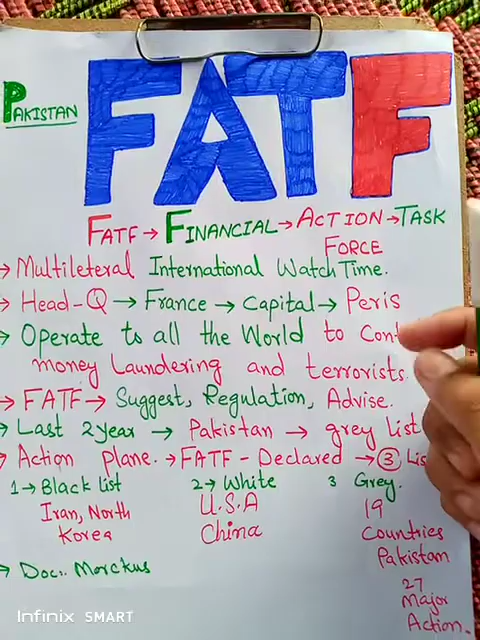 PAKISTAN
FATF
FATF → FINANCIAL → ACTION → TASK
FORCE
→ Multileteral International Watch Time.
→ Head-Q → France → Capital → Peris
→ Operate to all the World to Cont
money Laundering and terrorists.
→ FATF → Suggest, Regulation, Advise.
→ Last 2 year → Pakistan → grey List
→ Action plane. → FATF - Declared → ③ Lis
1 → Black list 2 → White 3 Grey.
Iran, North U.S.A 19
Korea China Countries
Pakistan
→ Doc:. Morckus 27
Major
Action.
Infinix SMART